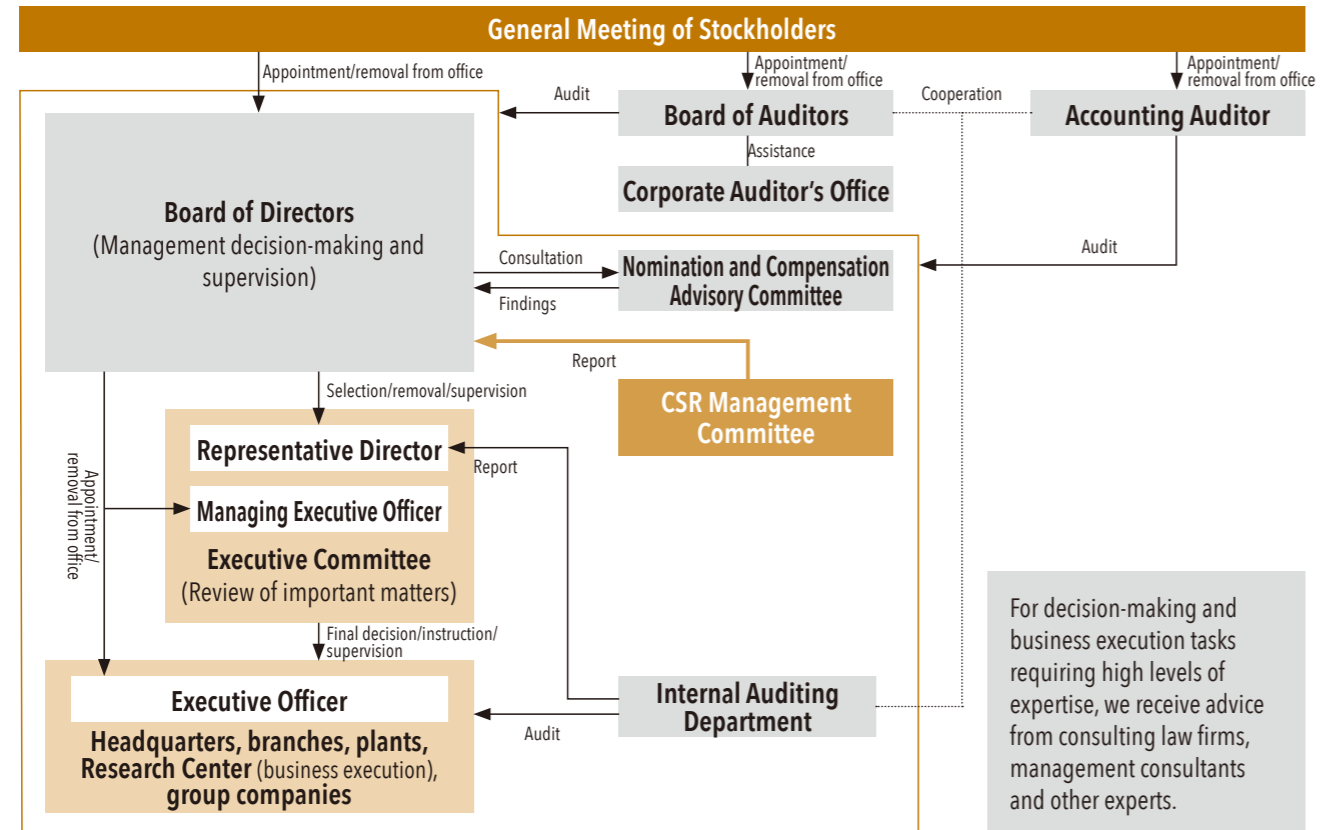 General Meeting of Stockholders
Appointment/removal from office
Appointment/
removal from office
Appointment/
removal from office
Audit
Board of Auditors
Cooperation
Accounting Auditor
Assistance
Corporate Auditor’s Office
Board of Directors
(Management decision-making and
supervision)
Audit
Consultation
Nomination and Compensation
Advisory Committee
Findings
Report
CSR Management
Committee
Selection/removal/supervision
Representative Director
Report
Appointment/
removal from office
Managing Executive Officer
Executive Committee
(Review of important matters)
Final decision/instruction/
supervision
Executive Officer
Headquarters, branches, plants,
Research Center (business execution),
group companies
Audit
Internal Auditing
Department
For decision-making and
business execution tasks
requiring high levels of
expertise, we receive advice
from consulting law firms,
management consultants
and other experts.